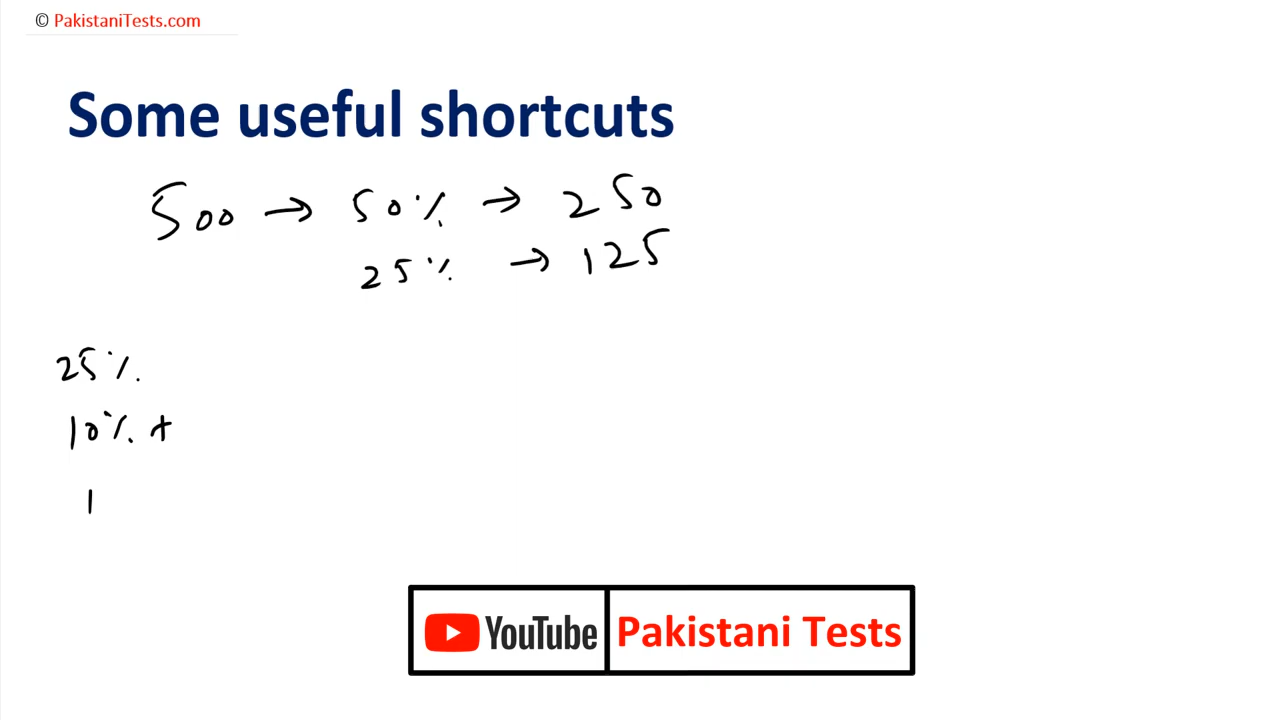 © PakistaniTests.com
Some useful shortcuts
500 → 50% → 250
25% → 125
25%
10% +
1
YouTube Pakistani Tests